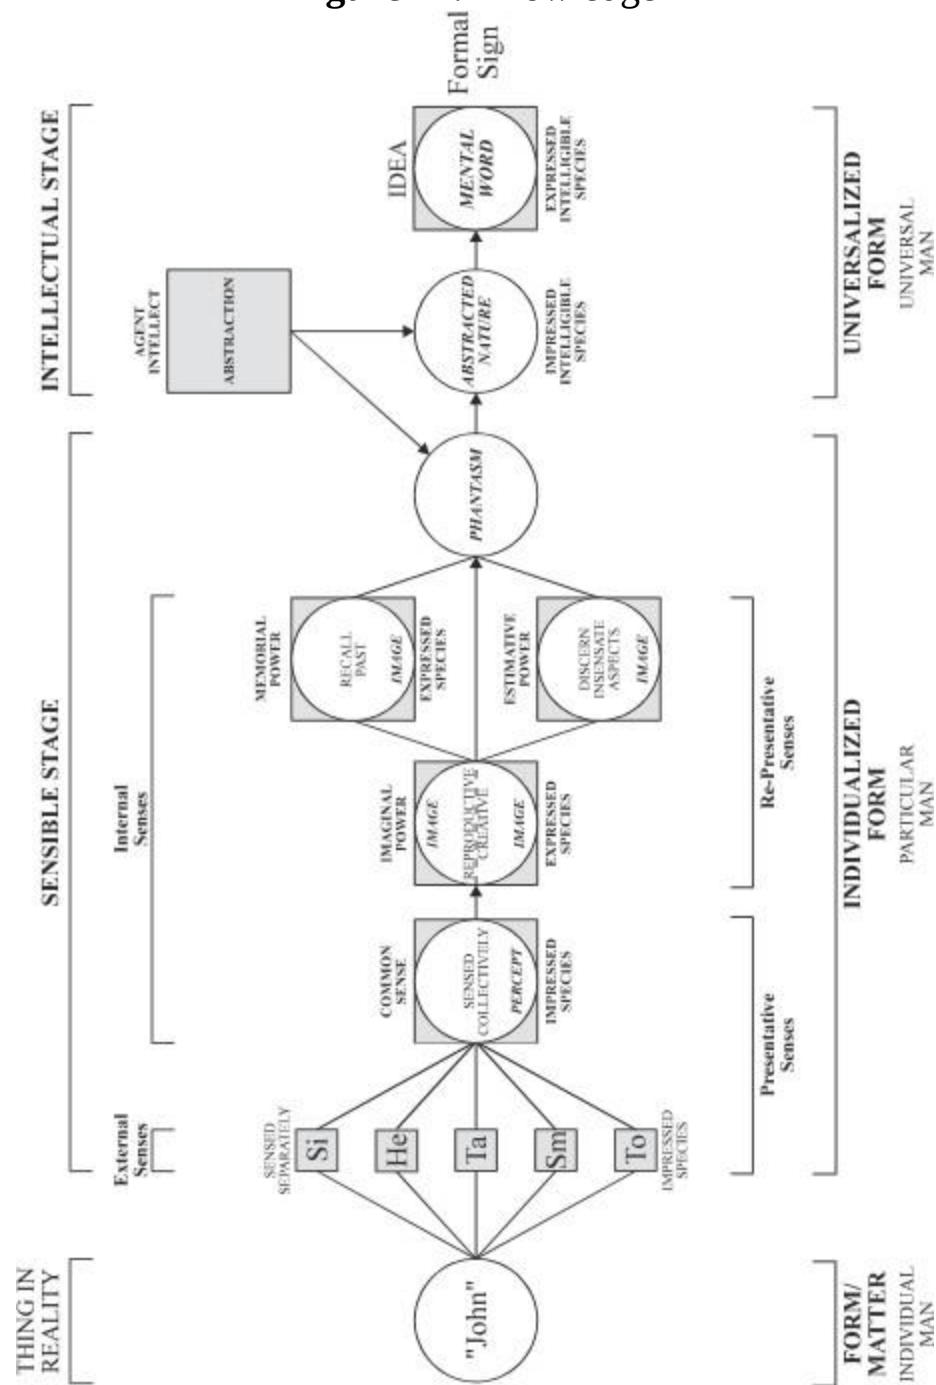 THING IN
REALITY
SENSIBLE STAGE
INTELLECTUAL STAGE
External
Senses
Internal
Senses
AGENT
INTELLECT
ABSTRACTION
SENSED
SEPARATELY
Si
He
Ta
Sm
To
IMPRESSED
SPECIES
"John"
COMMON
SENSE
SENSED
COLLECTIVELY
PERCEPT
IMPRESSED
SPECIES
IMAGINAL
POWER
IMAGE
REPRODUCTIVE
CREATIVE
IMAGE
EXPRESSED
SPECIES
MEMORIAL
POWER
RECALL
PAST
IMAGE
EXPRESSED
SPECIES
ESTIMATIVE
POWER
DISCERN
INSENSATE
ASPECTS
IMAGE
PHANTASM
ABSTRACTED
NATURE
IMPRESSED
INTELLIGIBLE
SPECIES
IDEA
MENTAL
WORD
EXPRESSED
INTELLIGIBLE
SPECIES
Formal
Sign
Presentative
Senses
Re-Presentative
Senses
FORM/
MATTER
INDIVIDUAL
MAN
INDIVIDUALIZED
FORM
PARTICULAR
MAN
UNIVERSALIZED
FORM
UNIVERSAL
MAN